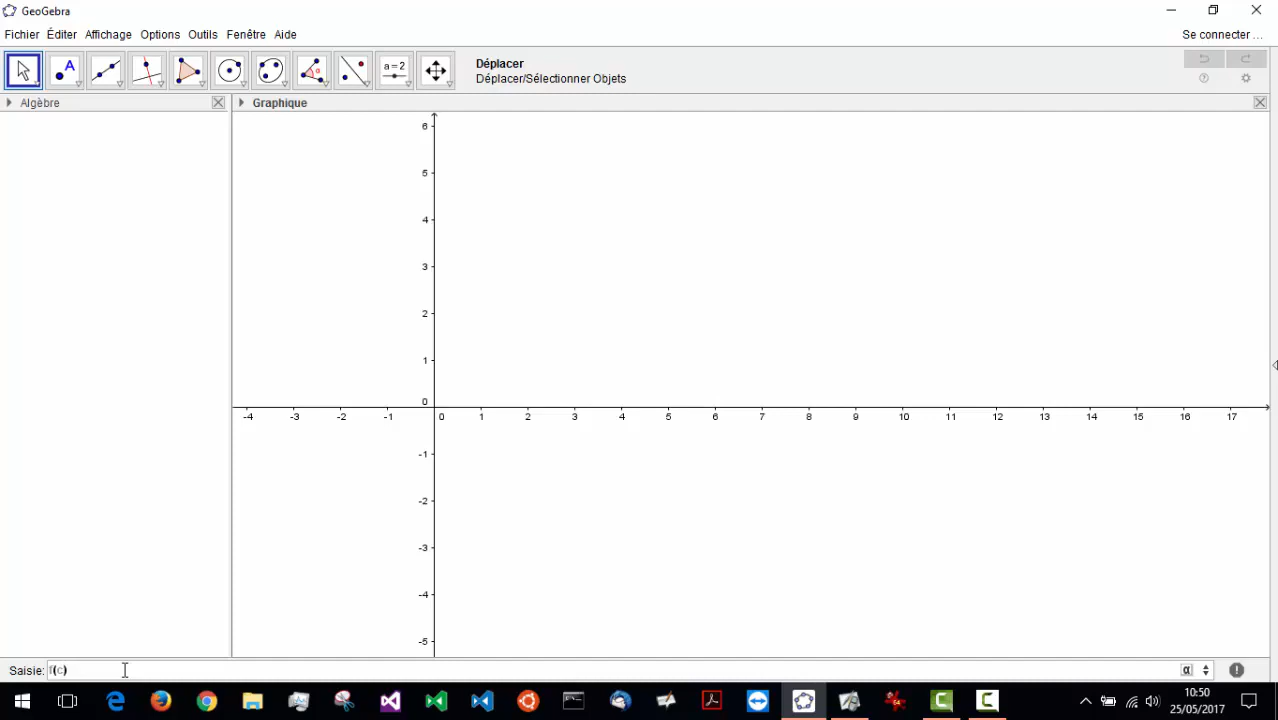 GeoGebra
Fichier Éditer Affichage Options Outils Fenêtre Aide
Se connecter ...
A
α
a = 2
Déplacer
Déplacer/Sélectionner Objets
Algèbre
Graphique
6
5
4
3
2
1
0
-4 -3 -2 -1 0 1 2 3 4 5 6 7 8 9 10 11 12 13 14 15 16 17
-1
-2
-3
-4
-5
Saisie: f(c)
α
10:50
25/05/2017